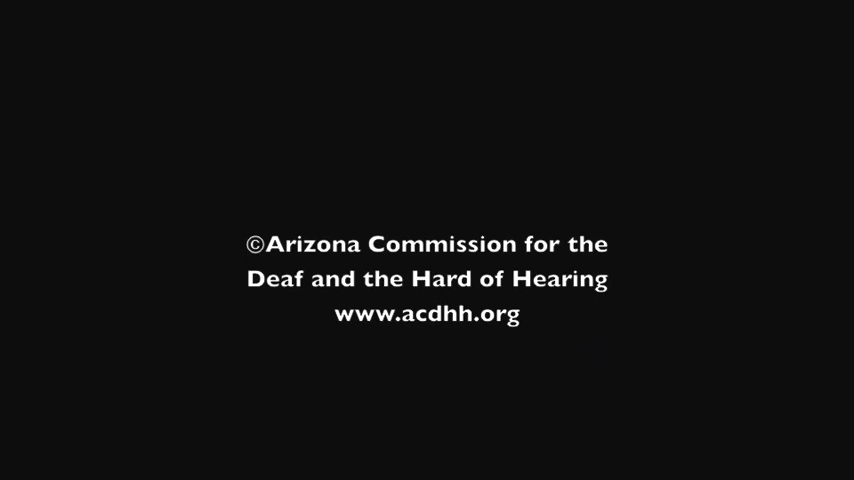 ©Arizona Commission for the
Deaf and the Hard of Hearing
www.acdhh.org